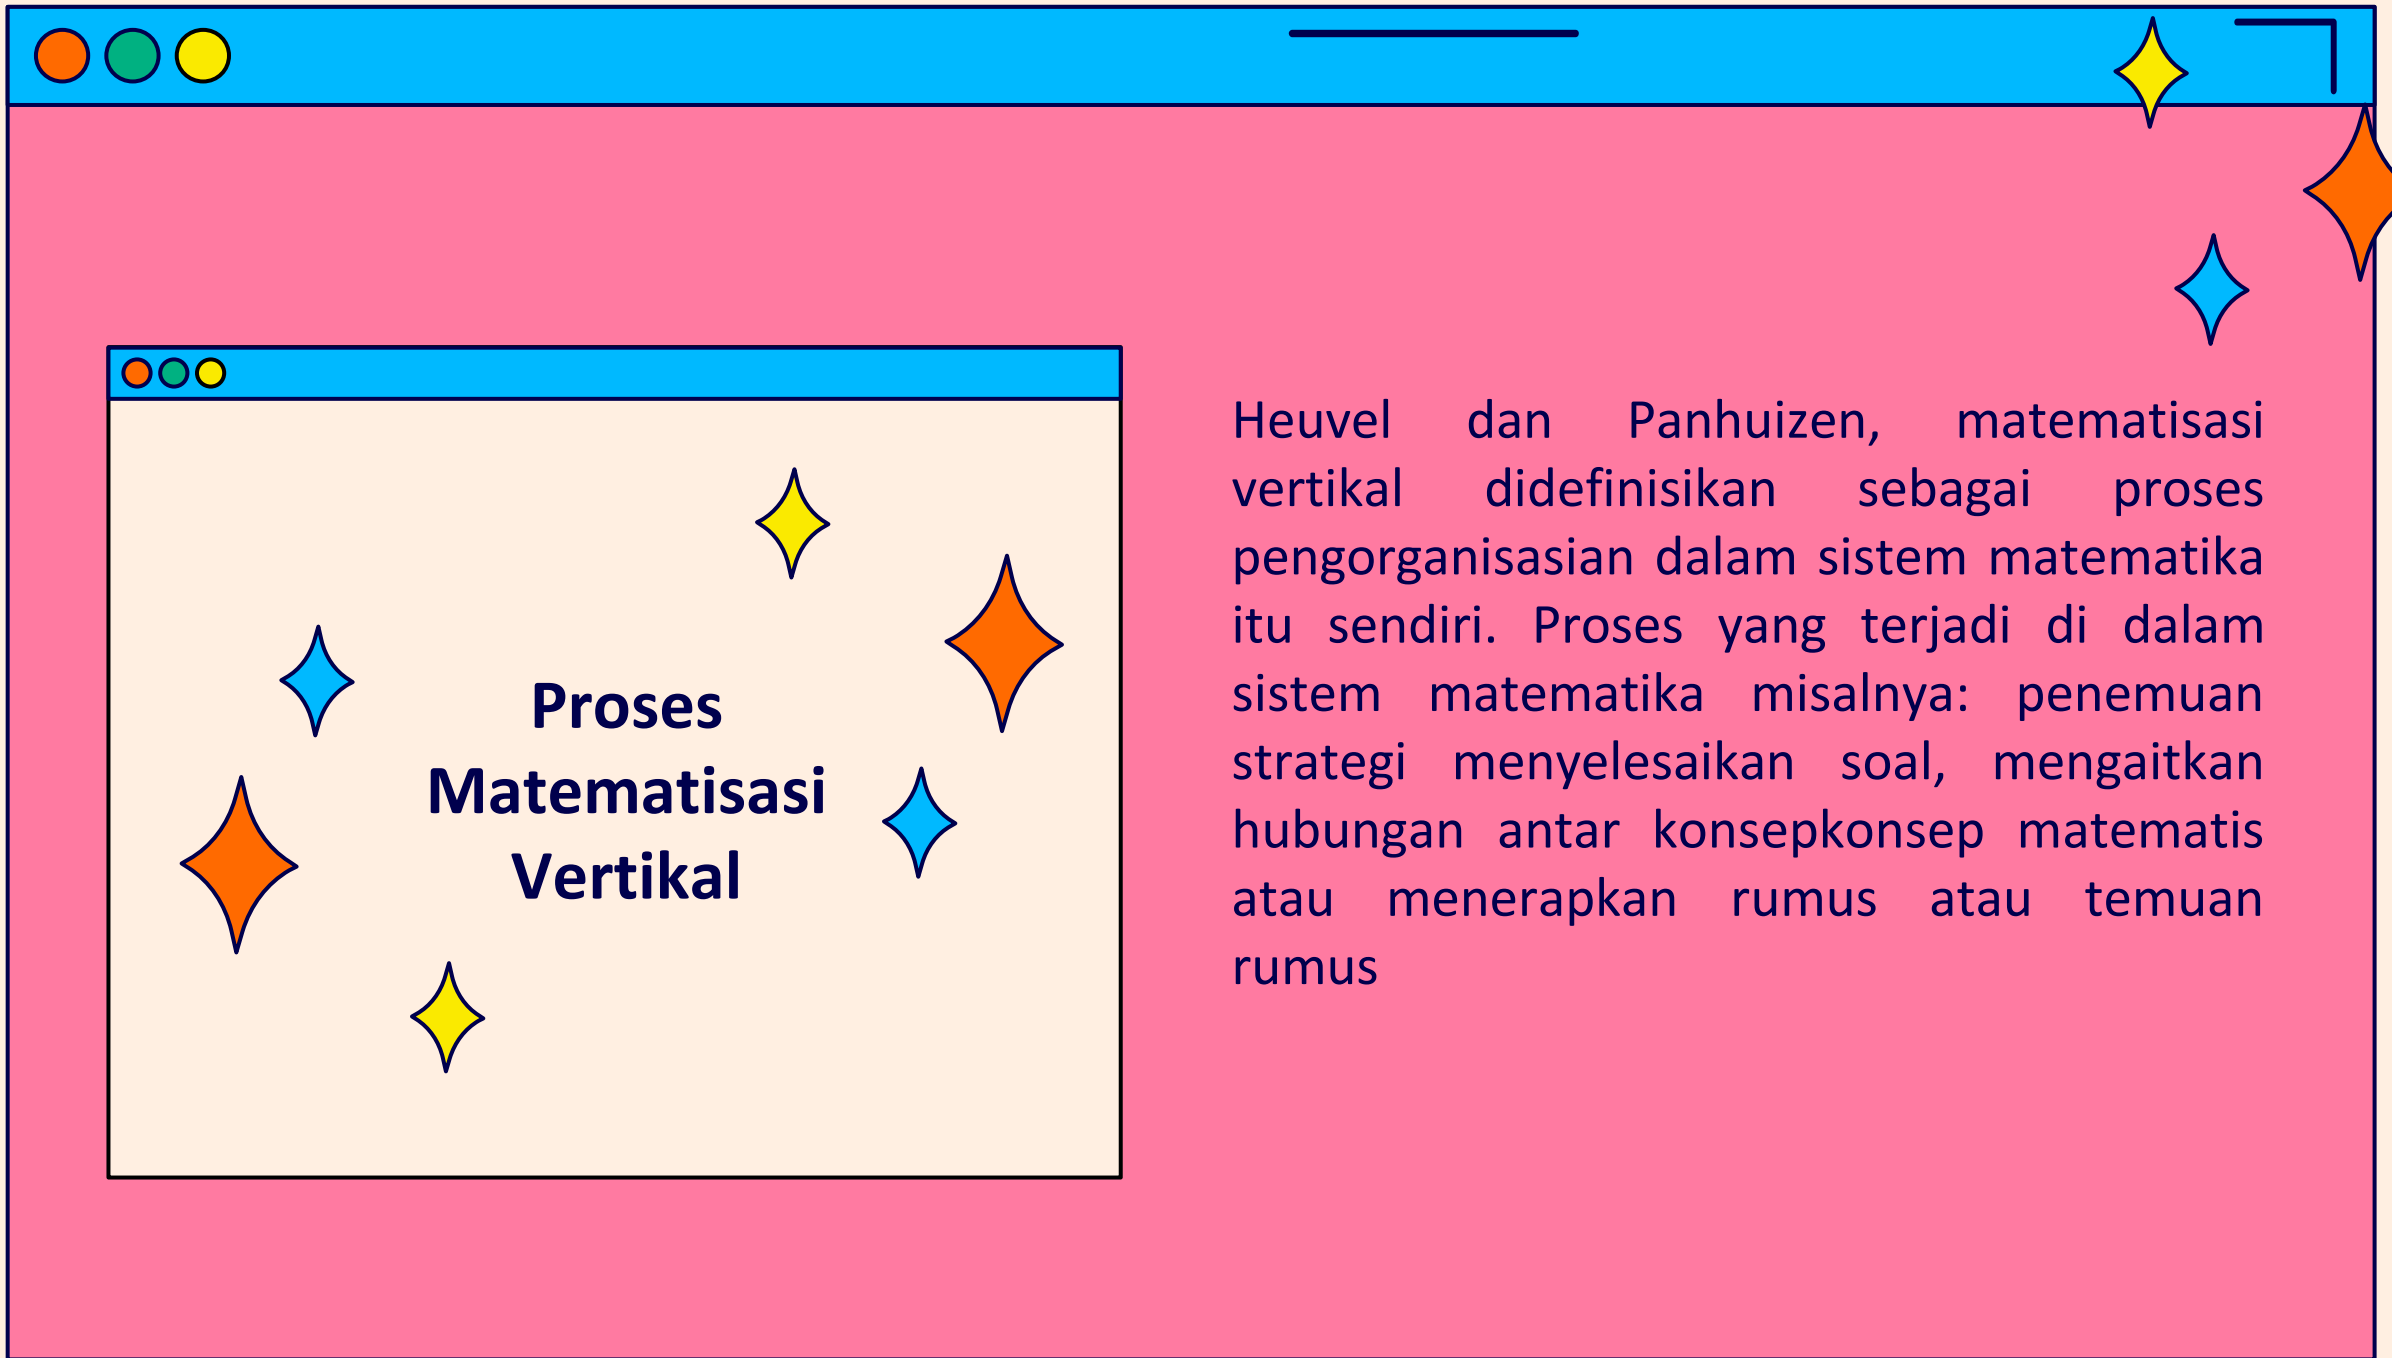 Proses
Matematisasi
Vertikal
Heuvel dan Panhuizen, matematisasi
vertikal didefinisikan sebagai proses
pengorganisasian dalam sistem matematika
itu sendiri. Proses yang terjadi di dalam
sistem matematika misalnya: penemuan
strategi menyelesaikan soal, mengaitkan
hubungan antar konsepkonsep matematis
atau menerapkan rumus atau temuan
rumus